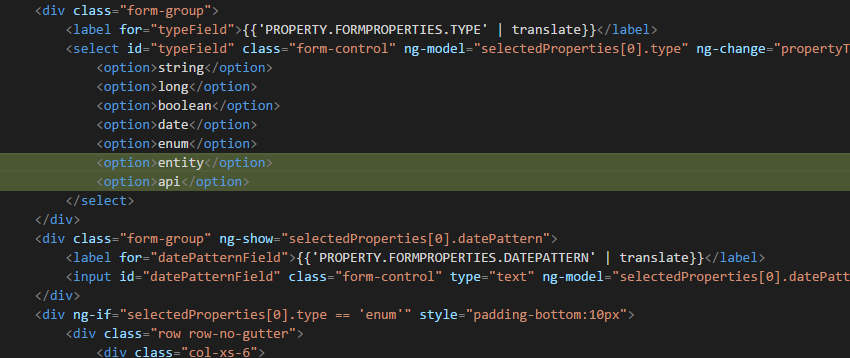 <div class="form-group">
<label for="typeField">{{'PROPERTY.FORMPROPERTIES.TYPE' | translate}}</label>
<select id="typeField" class="form-control" ng-model="selectedProperties[0].type" ng-change="propertyT
<option>string</option>
<option>long</option>
<option>boolean</option>
<option>date</option>
<option>enum</option>
<option>entity</option>
<option>api</option>
</select>
</div>
<div class="form-group" ng-show="selectedProperties[0].datePattern">
<label for="datePatternField">{{'PROPERTY.FORMPROPERTIES.DATEPATTERN' | translate}}</label>
<input id="datePatternField" class="form-control" type="text" ng-model="selectedProperties[0].datePatt
</div>
<div ng-if="selectedProperties[0].type == 'enum'" style="padding-bottom:10px">
<div class="row row-no-gutter">
<div class="col-xs-6">